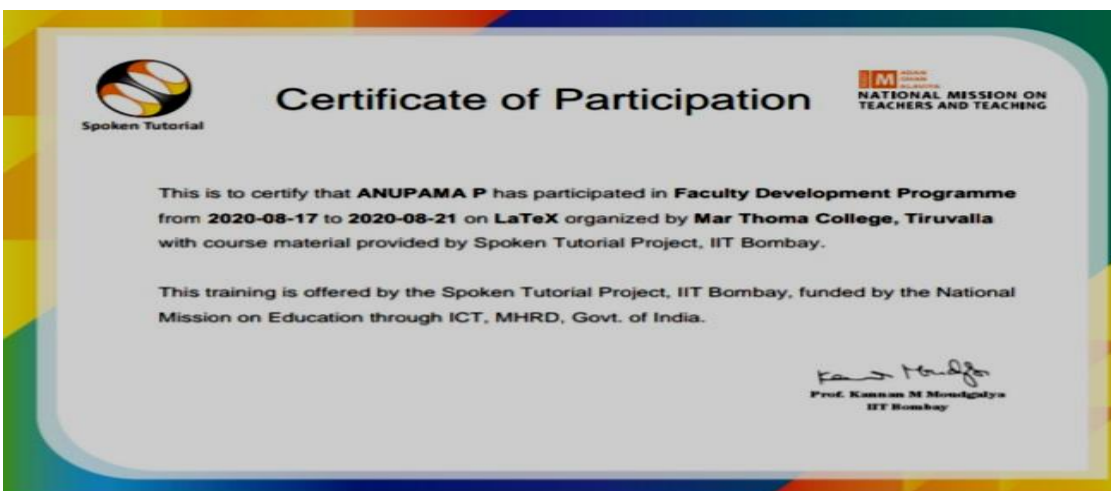 Spoken Tutorial
Certificate of Participation
M ADAN
MOHAN
MALAVIYA
NATIONAL MISSION ON
TEACHERS AND TEACHING
This is to certify that ANUPAMA P has participated in Faculty Development Programme
from 2020-08-17 to 2020-08-21 on LaTeX organized by Mar Thoma College, Tiruvalla
with course material provided by Spoken Tutorial Project, IIT Bombay.
This training is offered by the Spoken Tutorial Project, IIT Bombay, funded by the National
Mission on Education through ICT, MHRD, Govt. of India.
Prof. Kannan M Moudgalya
IIT Bombay